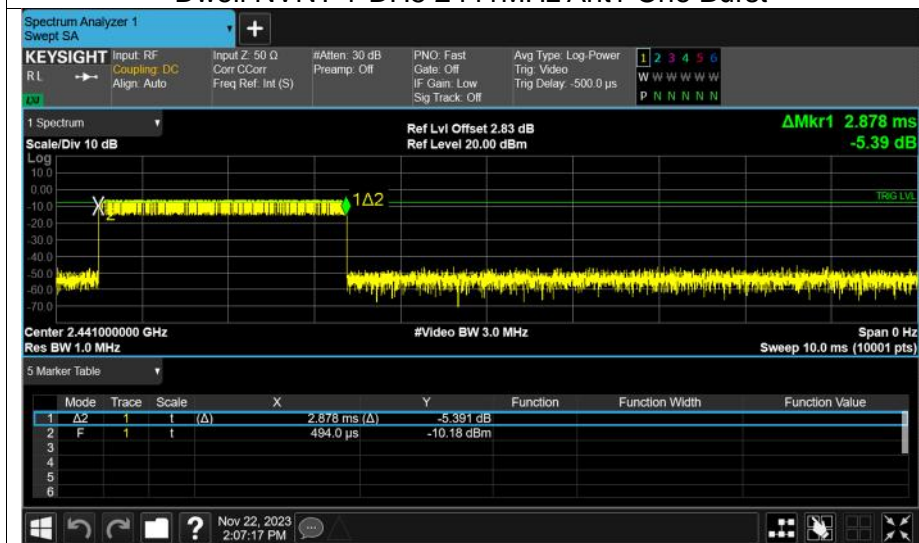 Dwell NVNT 1-DH5 2441MHz Ant1 One Burst
Spectrum Analyzer 1
Swept SA
+
KEYSIGHT
RL
LXI
Input: RF
Coupling: DC
Align: Auto
Input Z: 50 Ω
Corr CCorr
Freq Ref: Int (S)
#Atten: 30 dB
Preamp: Off
PNO: Fast
Gate: Off
IF Gain: Low
Sig Track: Off
Avg Type: Log-Power
Trig: Video
Trig Delay: -500.0 µs
1 2 3 4 5 6
W W W W W W
P N N N N N
1 Spectrum
Scale/Div 10 dB
Ref Lvl Offset 2.83 dB
Ref Level 20.00 dBm
ΔMkr1 2.878 ms
-5.39 dB
Log
10.0
0.00
-10.0
-20.0
-30.0
-40.0
-50.0
-60.0
-70.0
X
2
1Δ2
TRIG LVL
Center 2.441000000 GHz
Res BW 1.0 MHz
#Video BW 3.0 MHz
Span 0 Hz
Sweep 10.0 ms (10001 pts)
5 Marker Table
Mode Trace Scale X Y Function Function Width Function Value
1 Δ2 1 t (Δ) 2.878 ms (Δ) -5.391 dB
2 F 1 t 494.0 µs -10.18 dBm
3
4
5
6
?
Nov 22, 2023
2:07:17 PM